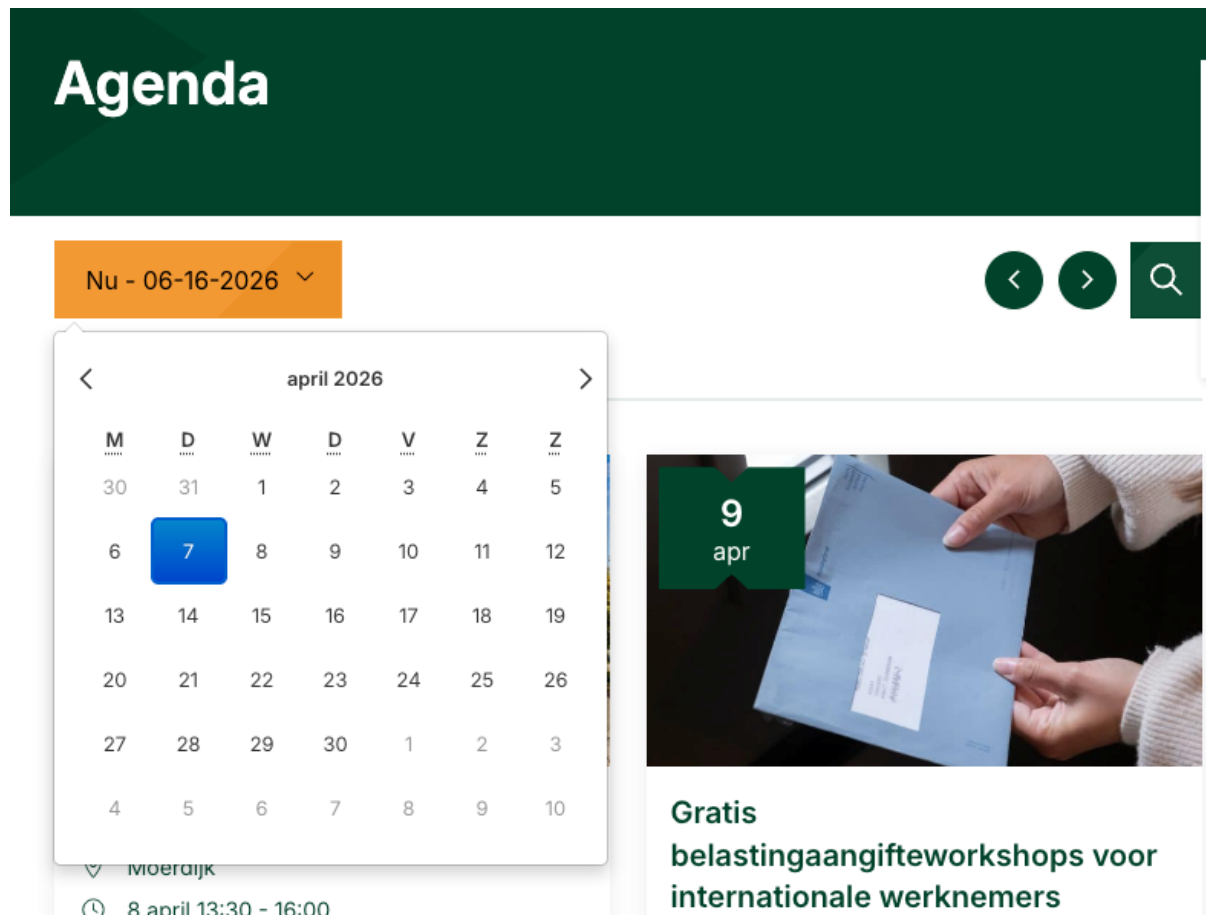 Agenda
Nu - 06-16-2026
april 2026
M D W D V Z Z
30 31 1 2 3 4 5
6 7 8 9 10 11 12
13 14 15 16 17 18 19
20 21 22 23 24 25 26
27 28 29 30 1 2 3
4 5 6 7 8 9 10
Moerdijk
8 april 13:30 - 16:00
9
apr
Gratis
belastingaangifteworkshops voor
internationale werknemers